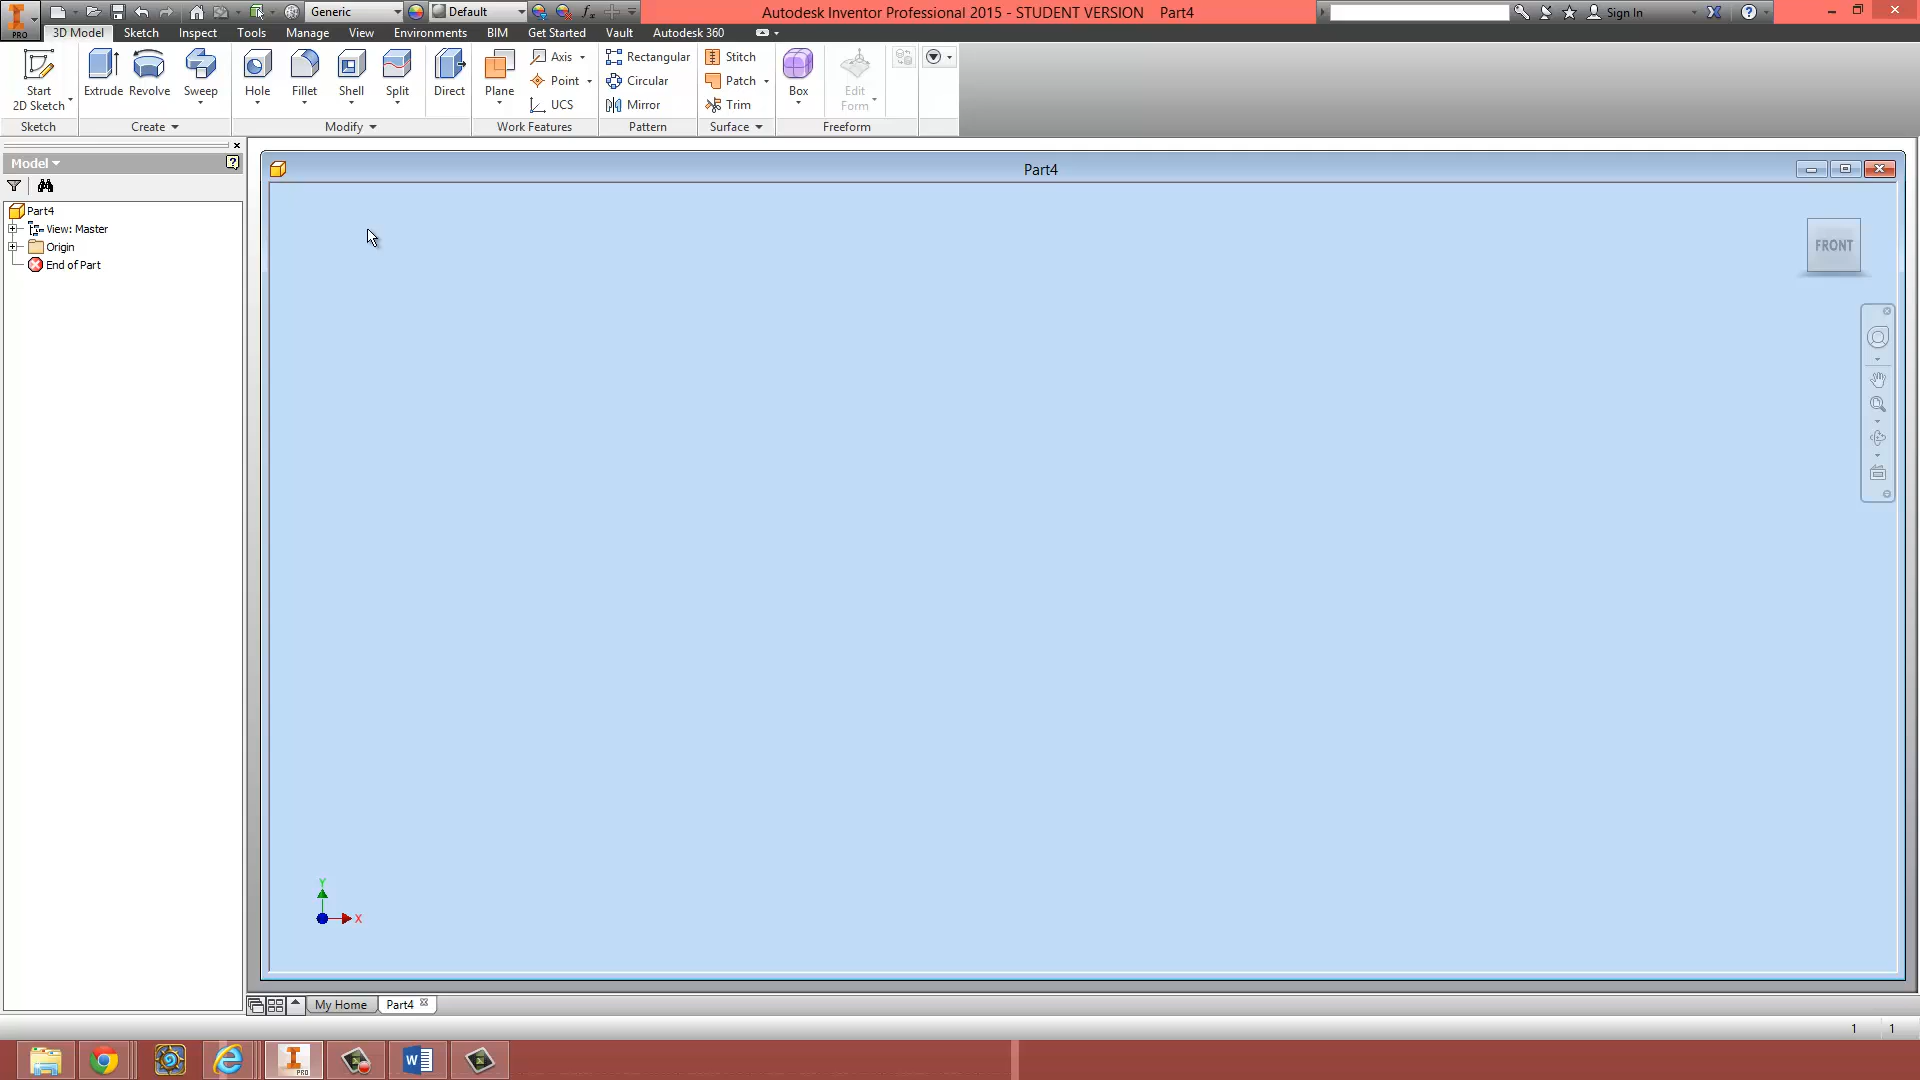 Generic
Default
Autodesk Inventor Professional 2015 - STUDENT VERSION Part4
Sign In
PRO
3D Model Sketch Inspect Tools Manage View Environments BIM Get Started Vault Autodesk 360
Start
2D Sketch
Extrude Revolve Sweep
Hole Fillet Shell Split
Direct
Plane
Axis
Point
UCS
Rectangular
Circular
Mirror
Stitch
Patch
Trim
Box
Edit
Form
Sketch Create Modify Work Features Pattern Surface Freeform
Model
Part4
View: Master
Origin
End of Part
Part4
FRONT
Y
X
My Home Part4
1 1
PRO